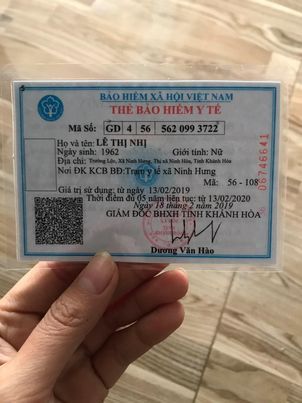 BẢO HIỂM XÃ HỘI VIỆT NAM
THẺ BẢO HIỂM Y TẾ
Mã Số: GD 4 56 562 099 3722
Họ và tên: LÊ THỊ NHỊ
Ngày sinh: 1962 Giới tính: Nữ
Địa chỉ: Trường Lộc, Xã Ninh Hưng, Thị xã Ninh Hòa, Tỉnh Khánh Hòa
Nơi ĐK KCB BĐ: Trạm y tế xã Ninh Hưng
Mã: 56 - 108
Giá trị sử dụng: từ ngày 13/02/2019
Thời điểm đủ 05 năm liên tục: từ 13/02/2020
Ngày 18 tháng 2 năm 2019
GIÁM ĐỐC BHXH TỈNH KHÁNH HÒA
Dương Văn Hào
06746641